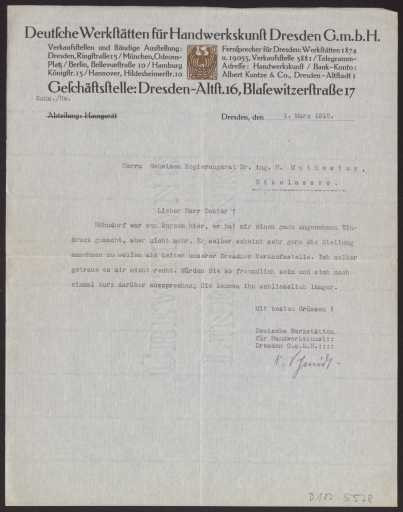 Deutsche Werkstätten für Handwerkskunst Dresden G.m.b.H.
Verkaufsstellen und ständige Ausstellung:
Dresden, Ringstraße 15 / München, Odeons-
Platz / Berlin, Bellevuestraße 10 / Hamburg
Königstr. 15 / Hannover, Hildesheimerstr. 10
Fernsprecher für Dresden: Werkstätten 1874
u. 19055, Verkaufsstelle 5881 / Telegramm-
Adresse: Handwerkskunst / Bank-Konto:
Albert Kuntze & Co., Dresden-Altstadt 1
Geschäftsstelle: Dresden-Altst. 16, Blasewitzerstraße 17
Abteilung: Hausgerät
Dresden, den 1. März 1912.
Herrn Geheimen Regierungsrat Dr. Ing. H. Muthesius,
Nikolassee.
Lieber Herr Doctor !
war vor kurzem hier, er hat mir einen ganz angenehmen Ein-
druck gemacht, aber nicht mehr. Er selber scheint sehr gern die Stellung
annehmen zu wollen als Leiter unserer Dresdner Verkaufsstelle. Ich selber
getraue es mir nicht recht. Würden Sie so freundlich sein und sich noch
einmal kurz darüber aussprechen? Sie kennen ihn schliesslich länger.
Mit besten Grüssen !
Deutsche Werkstätten
für Handwerkskunst
Dresden G.m.b.H.
K. Schmidt
D 102-5528